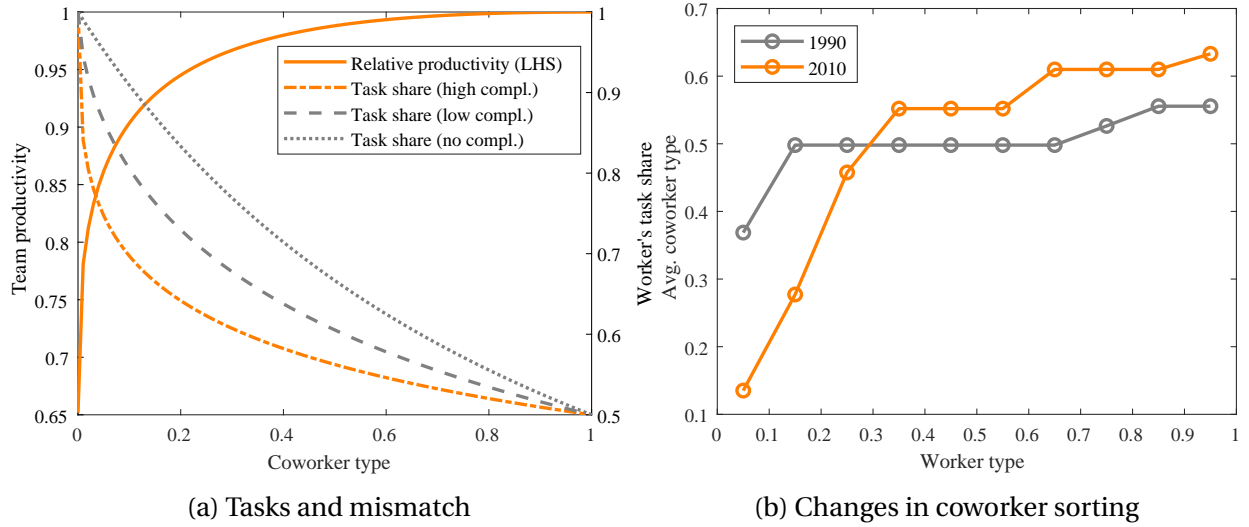 Team productivity
1
0.95
0.9
0.85
0.8
0.75
0.7
0.65
Relative productivity (LHS)
Task share (high compl.)
Task share (low compl.)
Task share (no compl.)
1
0.9
0.8
0.7
0.6
0.5
Worker's task share
0 0.2 0.4 0.6 0.8 1
Coworker type
(a) Tasks and mismatch
Avg. coworker type
0.7
0.6
0.5
0.4
0.3
0.2
0.1
1990
2010
0 0.1 0.2 0.3 0.4 0.5 0.6 0.7 0.8 0.9 1
Worker type
(b) Changes in coworker sorting